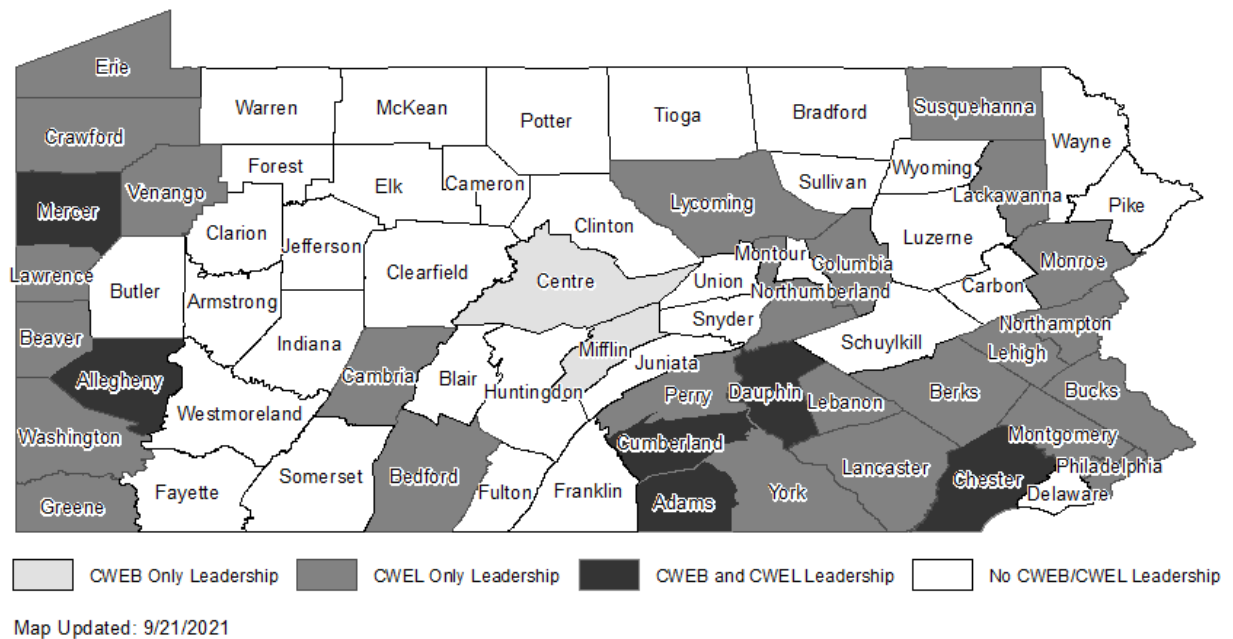 Erie
Warren
McKean
Potter
Tioga
Bradford
Susquehanna
Crawford
Wayne
Forest
Wyoming
Venango
Elk
Cameron
Sullivan
Lackawanna
Mercer
Lycoming
Pike
Clarion
Clinton
Jefferson
Luzerne
Clearfield
Montour
Columbia
Monroe
Lawrence
Centre
Union
Butler
Armstrong
Northumberland
Carbon
Snyder
Northampton
Beaver
Indiana
Mifflin
Schuylkill
Lehigh
Juniata
Allegheny
Cambria
Blair
Huntingdon
Perry
Dauphin
Lebanon
Berks
Bucks
Westmoreland
Washington
Cumberland
Montgomery
Somerset
Bedford
Lancaster
Philadelphia
Chester
Fayette
Fulton
Franklin
York
Delaware
Greene
Adams
CWEB Only Leadership
CWEL Only Leadership
CWEB and CWEL Leadership
No CWEB/CWEL Leadership
Map Updated: 9/21/2021